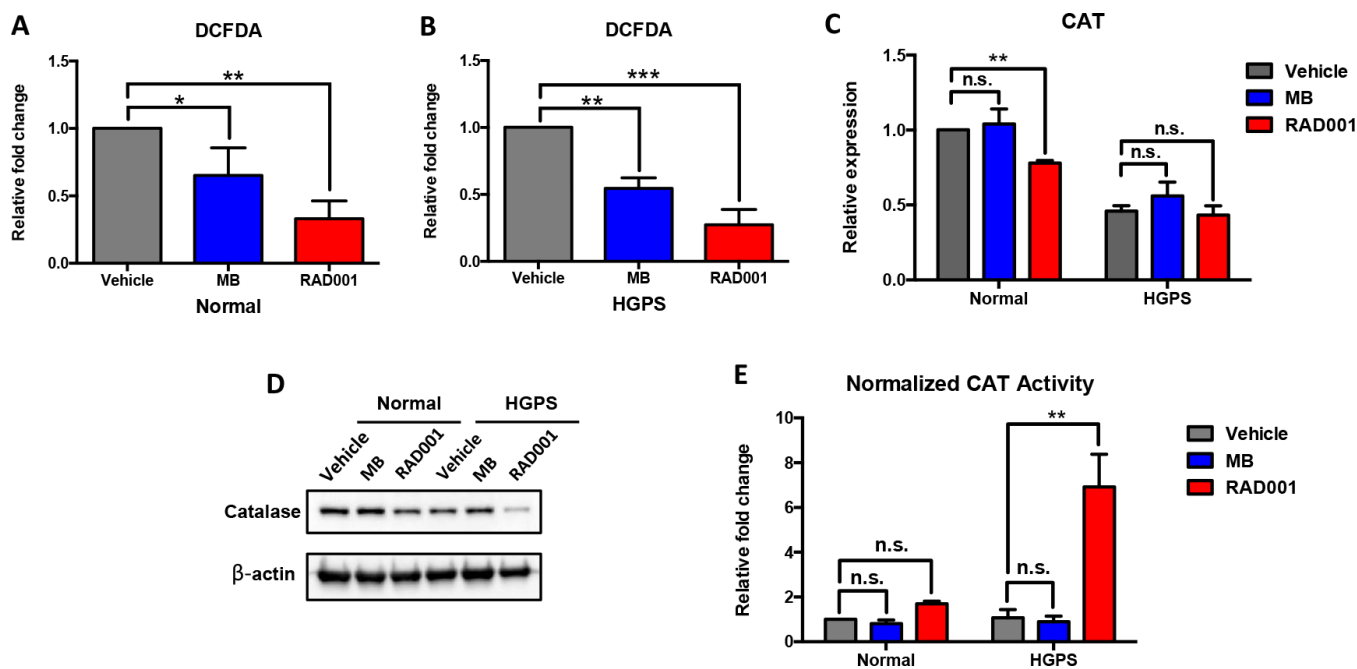 A
DCFDA
Relative fold change
1.5
1.0
0.5
0.0
**
*
Vehicle
MB
RAD001
Normal
B
DCFDA
Relative fold change
1.5
1.0
0.5
0.0
***
**
Vehicle
MB
RAD001
HGPS
C
CAT
Relative expression
1.5
1.0
0.5
0.0
**
n.s.
n.s.
n.s.
Normal
HGPS
Vehicle
MB
RAD001
D
Normal HGPS
Vehicle MB RAD001 Vehicle MB RAD001
Catalase
β-actin
E
Normalized CAT Activity
Relative fold change
10
8
6
4
2
0
n.s.
n.s.
**
n.s.
Normal
HGPS
Vehicle
MB
RAD001